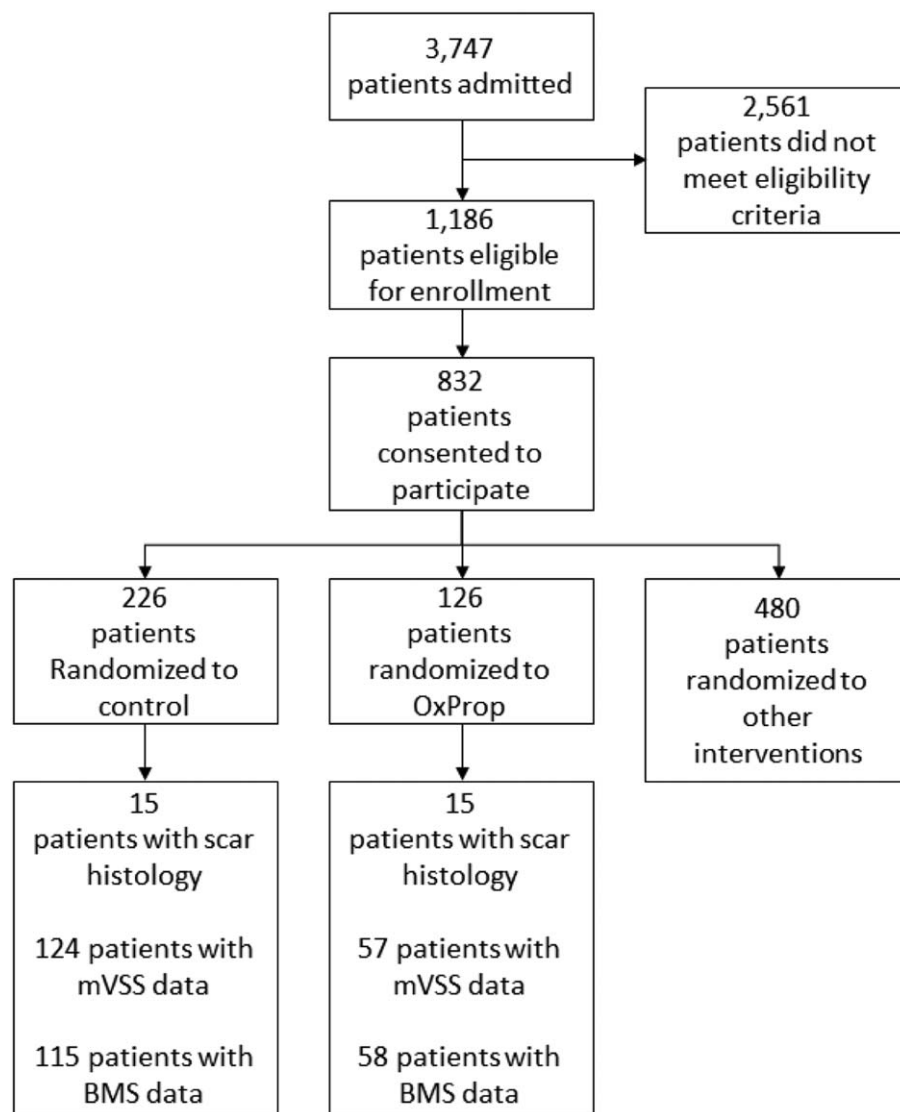 3,747
patients admitted
2,561
patients did not
meet eligibility
criteria
1,186
patients eligible
for enrollment
832
patients
consented to
participate
226
patients
Randomized to
control
126
patients
randomized to
OxProp
480
patients
randomized to
other
interventions
15
patients with scar
histology
124 patients with
mVSS data
115 patients with
BMS data
15
patients with scar
histology
57 patients with
mVSS data
58 patients with
BMS data